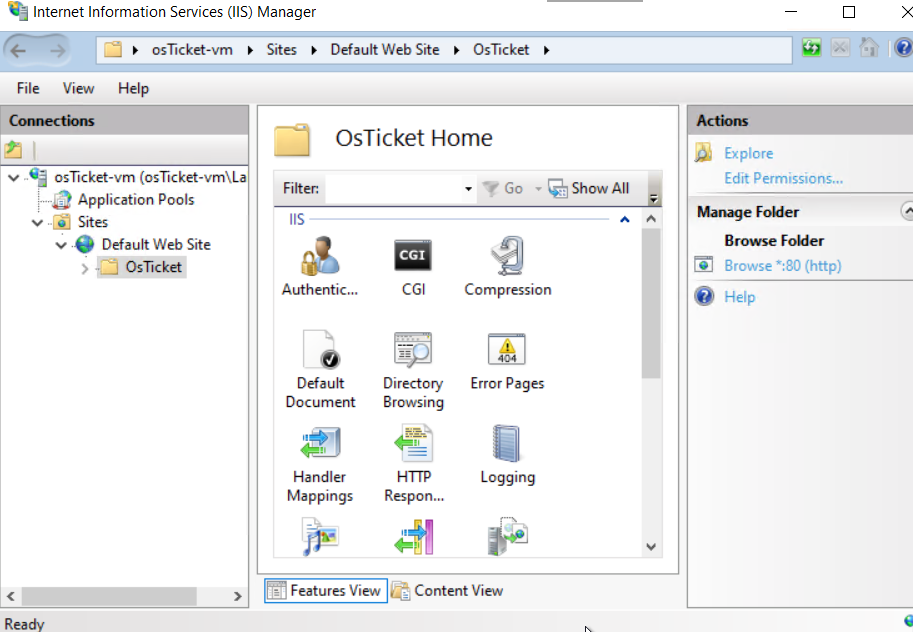 Internet Information Services (IIS) Manager
osTicket-vm Sites Default Web Site OsTicket
File View Help
Connections
osTicket-vm (osTicket-vm\La
Application Pools
Sites
Default Web Site
OsTicket
OsTicket Home
Filter: Go Show All
IIS
Authentic...
CGI
Compression
Default
Document
Directory
Browsing
Error Pages
Handler
Mappings
HTTP
Respon...
Logging
Features View Content View
Actions
Explore
Edit Permissions...
Manage Folder
Browse Folder
Browse *:80 (http)
Help
Ready